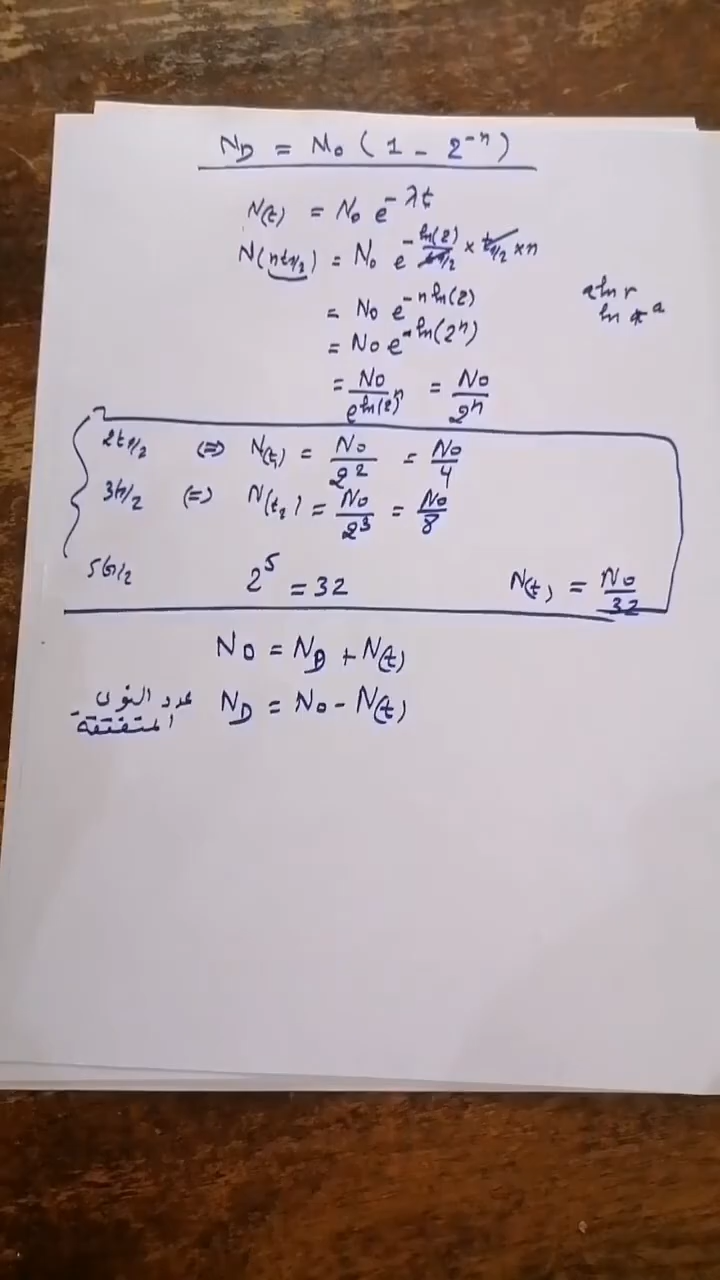 N_D = N_0 ( 1 - 2^{-n} )
N(t) = N_0 e^{-λt}
N(n t_{1/2}) = N_0 e^{-\frac{ln(2)}{t_{1/2}} × t_{1/2} × n}
= N_0 e^{-n ln(2)}
a ln r
ln x^a
= N_0 e^{-ln(2^n)}
= \frac{N_0}{e^{ln(2)^n}} = \frac{N_0}{2^n}
2t_{1/2} (=) N(t_1) = \frac{N_0}{2^2} = \frac{N_0}{4}
3t_{1/2} (=) N(t_2) = \frac{N_0}{2^3} = \frac{N_0}{8}
5t_{1/2} 2^5 = 32 N(t) = \frac{N_0}{32}
N_0 = N_D + N(t)
عدد النوى N_D = N_0 - N(t)
المتفتتقة